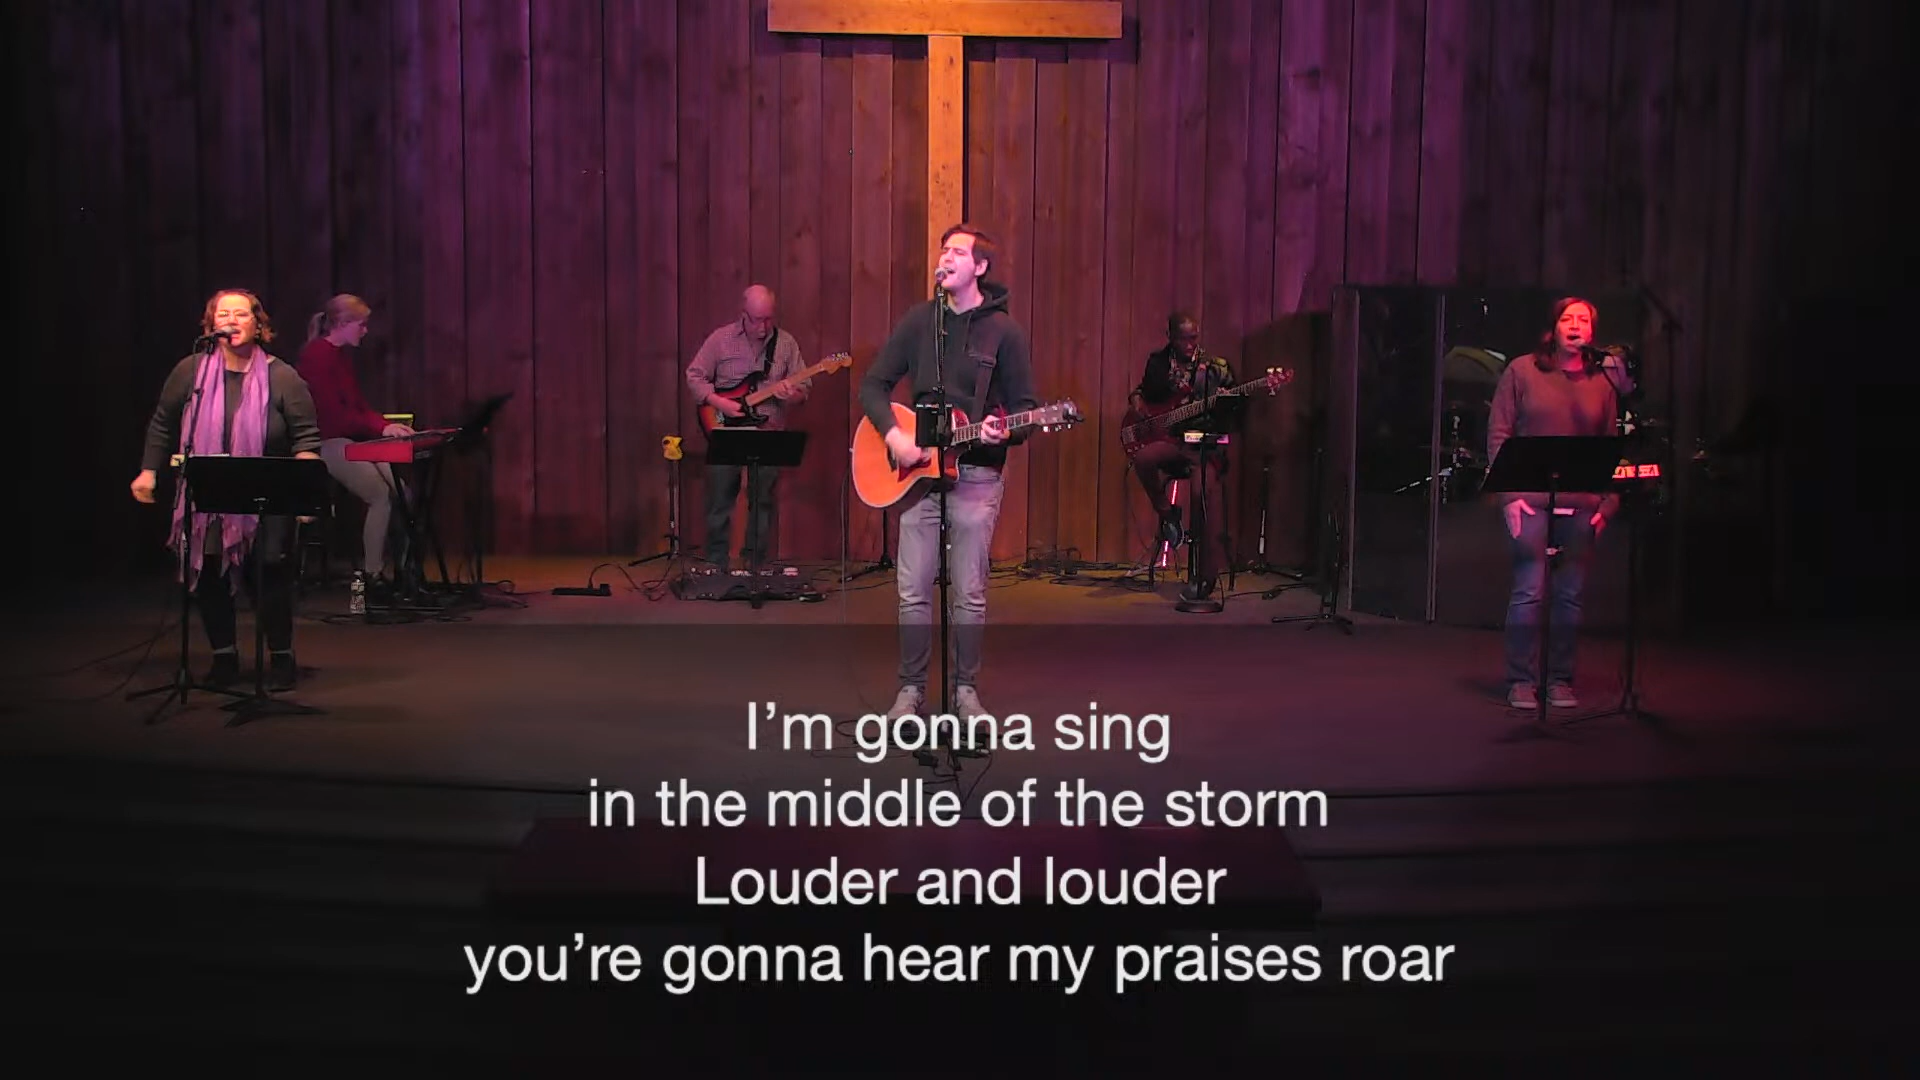 I’m gonna sing
in the middle of the storm
Louder and louder
you’re gonna hear my praises roar